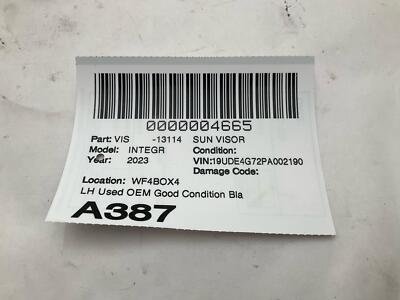 0000004665
Part: VIS -13114 SUN VISOR
Model: INTEGR Condition:
Year: 2023 VIN:19UDE4G72PA002190
Damage Code:
Location: WF4BOX4
LH Used OEM Good Condition Bla
A387